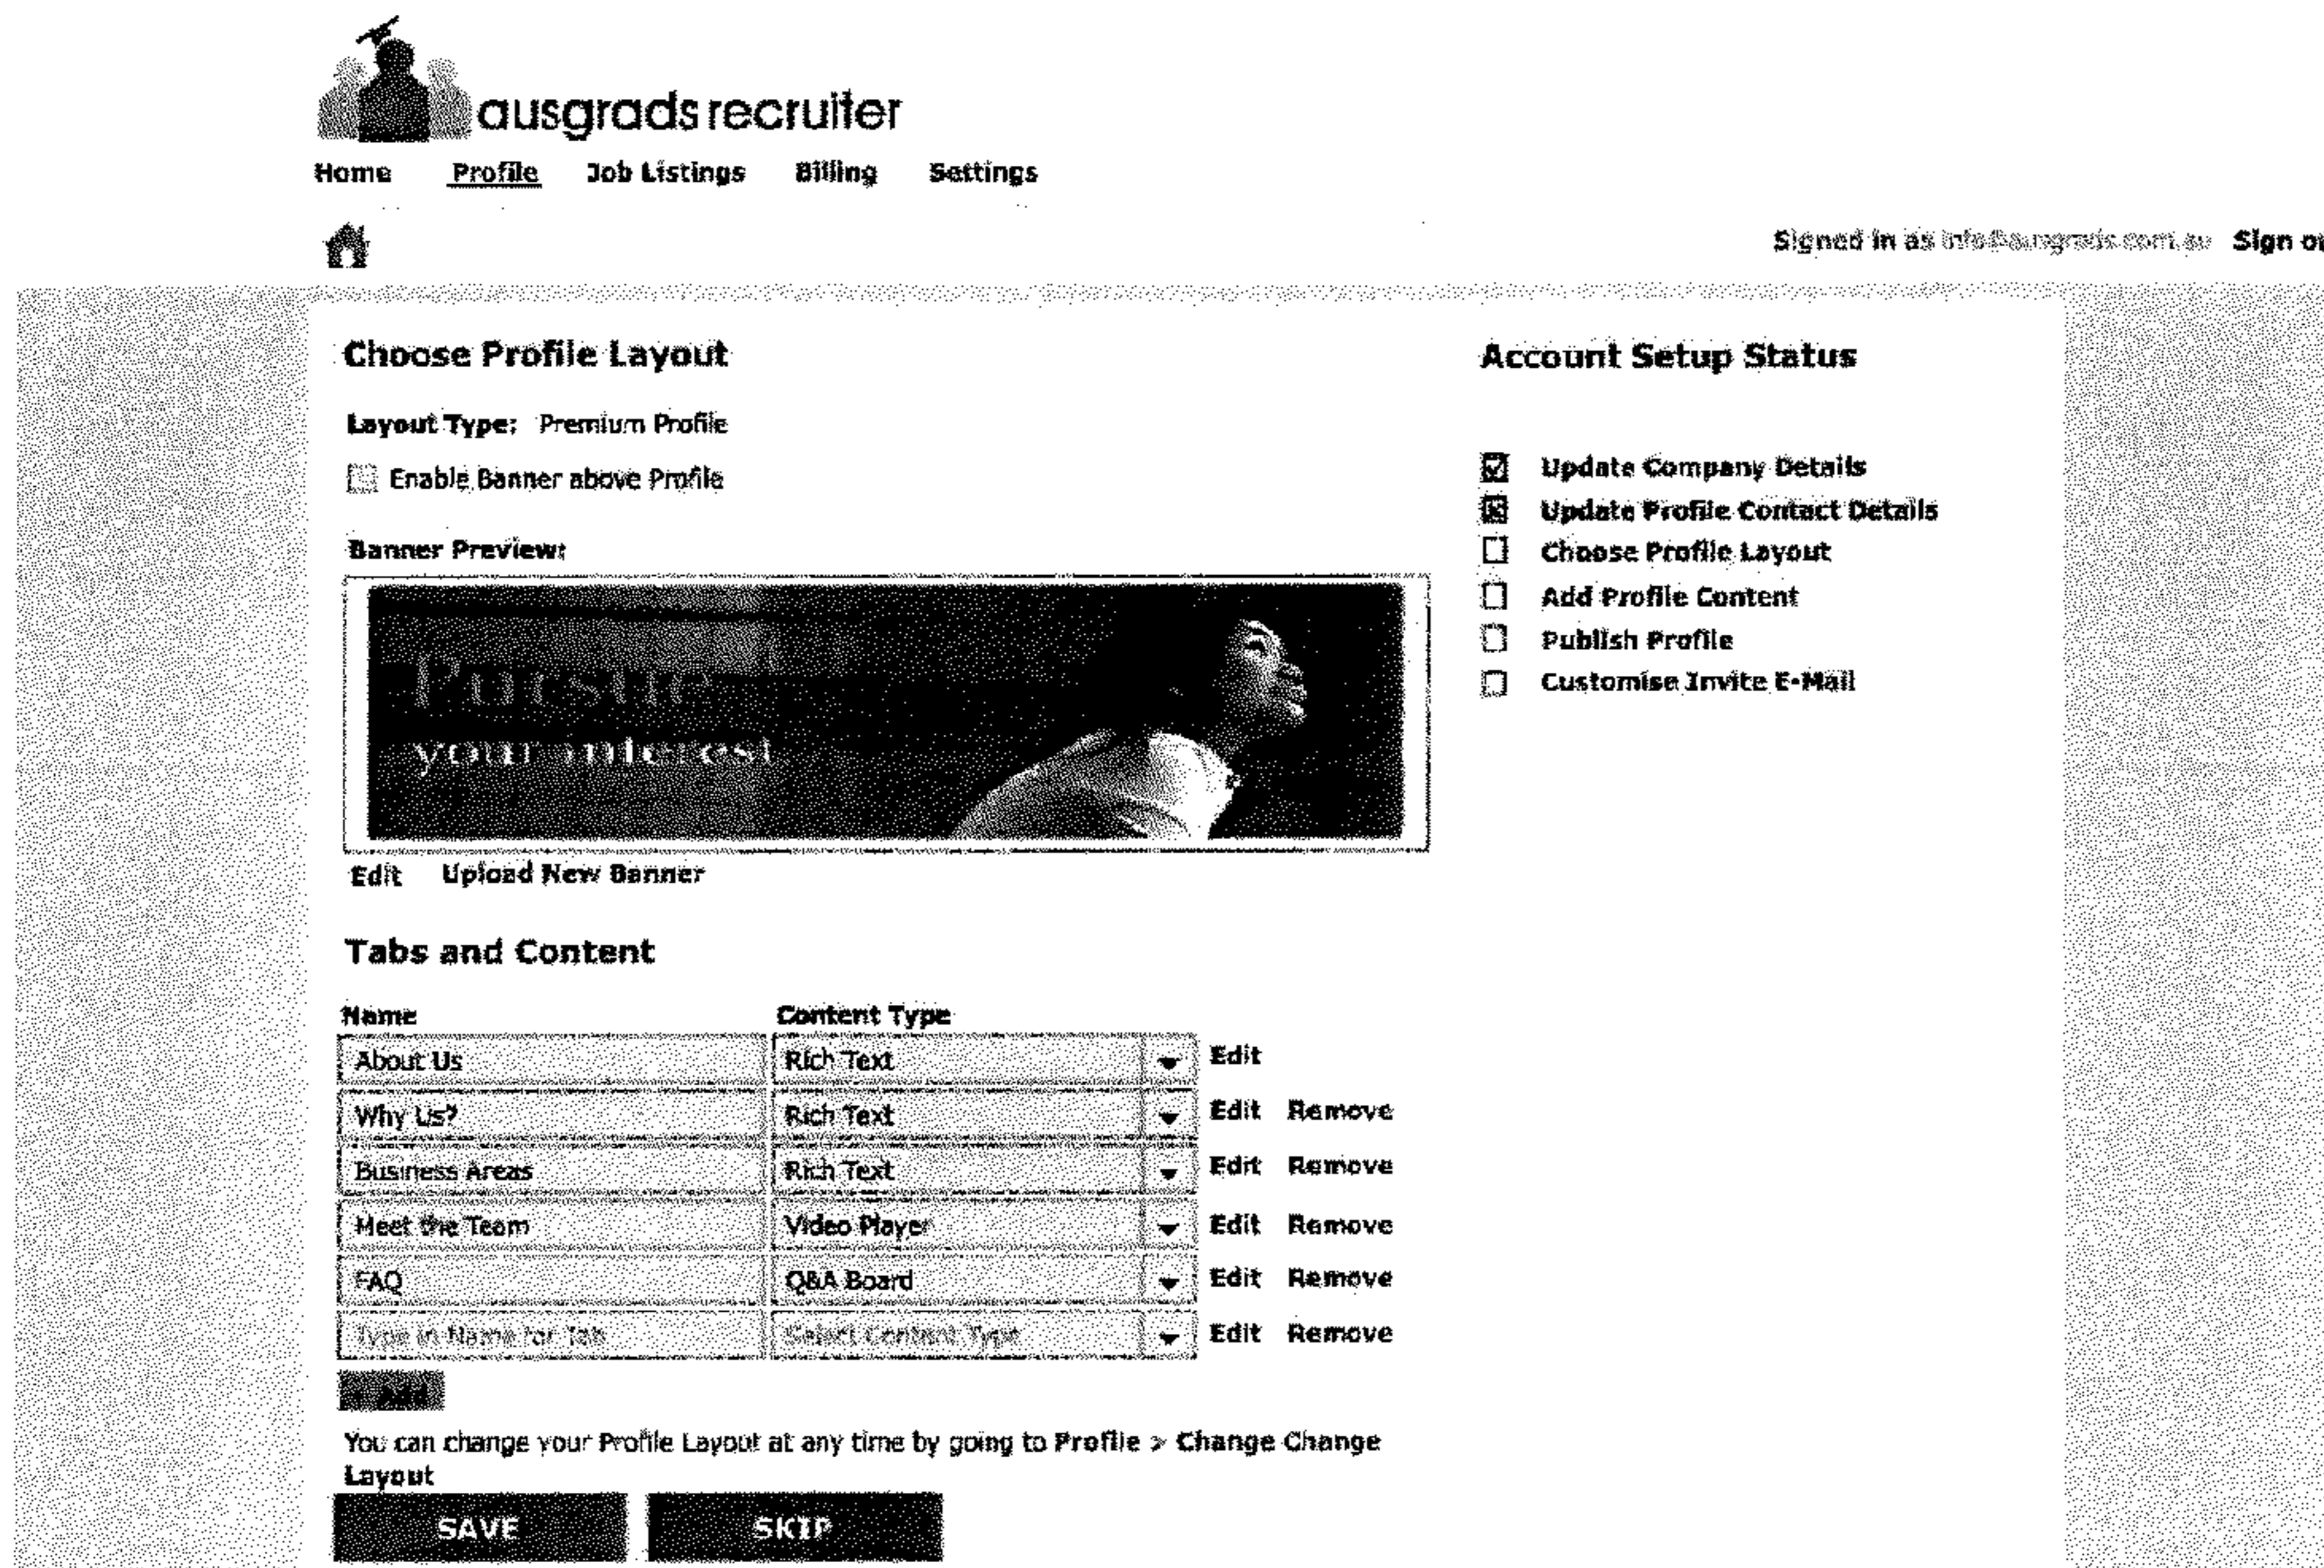 ausgrads recruiter
Home Profile Job Listings Billing Settings
Signed in as info@ausgrads.com.au Sign
Choose Profile Layout
Layout Type: Premium Profile
Enable Banner above Profile
Banner Preview:
Pursue
your interest
Edit Upload New Banner
Tabs and Content
Name Content Type
About Us Rich Text Edit
Why Us? Rich Text Edit Remove
Business Areas Rich Text Edit Remove
Meet the Team Video Player Edit Remove
FAQ Q&A Board Edit Remove
Type in Name for Tab Select Content Type Edit Remove
+ Add
You can change your Profile Layout at any time by going to Profile > Change Change
Layout
SAVE SKIP
Account Setup Status
Update Company Details
Update Profile Contact Details
Choose Profile Layout
Add Profile Content
Publish Profile
Customise Invite E-Mail